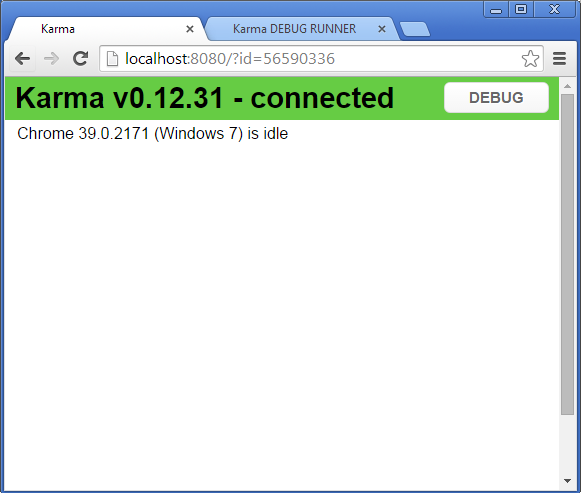 Karma
Karma DEBUG RUNNER
localhost:8080/?id=56590336
Karma v0.12.31 - connected
DEBUG
Chrome 39.0.2171 (Windows 7) is idle